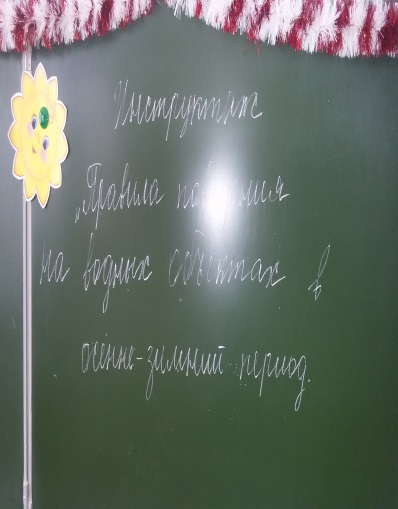 Инструктаж
„Правила поведения
на водных объектах в
осенне-зимний период.